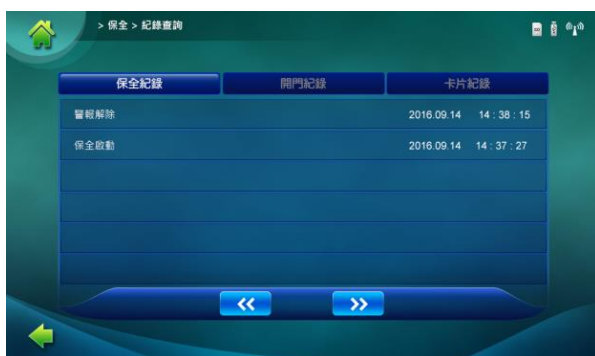 > 保全 > 紀錄查詢
保全紀錄 開門紀錄 卡片紀錄
警報解除 2016.09.14 14 : 38 : 15
保全啟動 2016.09.14 14 : 37 : 27